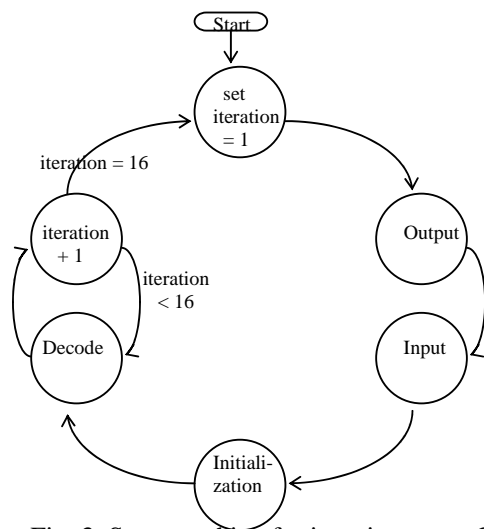 Start
set
iteration
= 1
iteration = 16
iteration
+ 1
Output
iteration
< 16
Decode
Input
Initiali-
zation